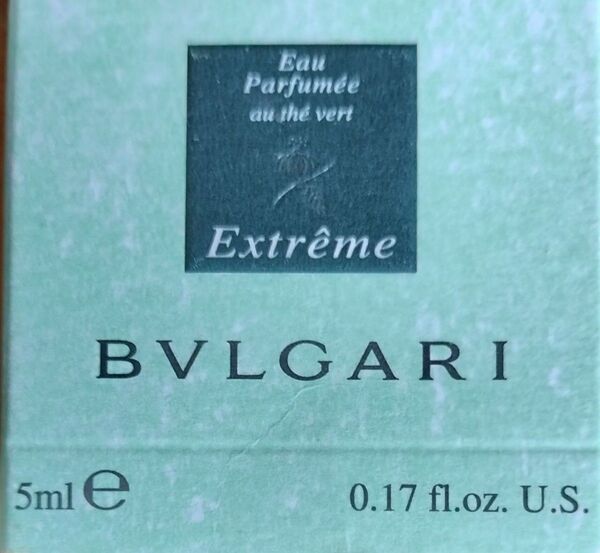 Eau
Parfumée
au thé vert
Extrême
BVLGARI
5ml ℮
0.17 fl.oz. U.S.